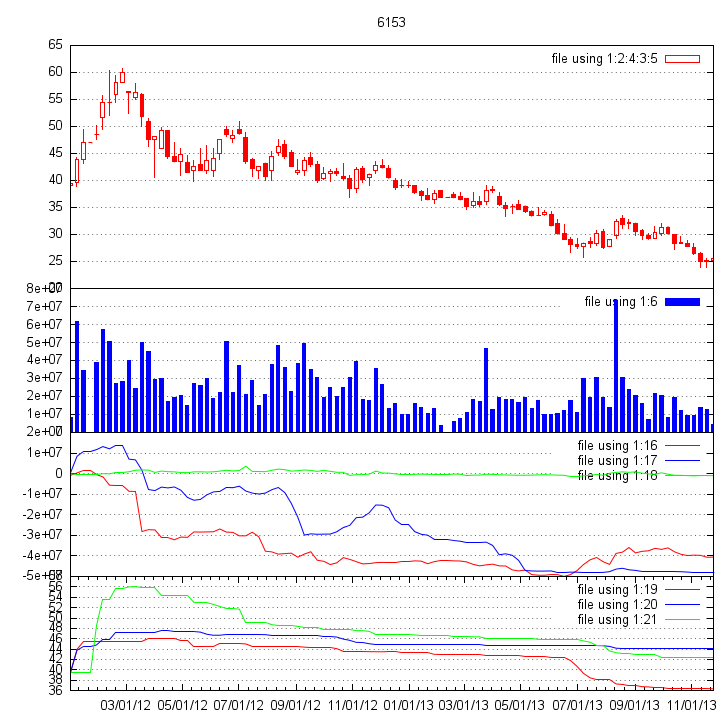 6153
65
file using 1:2:4:3:5
60
55
50
45
40
35
30
25
8e+07
file using 1:6
7e+07
6e+07
5e+07
4e+07
3e+07
2e+07
1e+07
file using 1:16
1e+07
file using 1:17
0
file using 1:18
-1e+07
-2e+07
-3e+07
-4e+07
-5e+07
56
file using 1:19
54
file using 1:20
52
file using 1:21
50
48
46
44
42
40
38
36
03/01/12 05/01/12 07/01/12 09/01/12 11/01/12 01/01/13 03/01/13 05/01/13 07/01/13 09/01/13 11/01/13